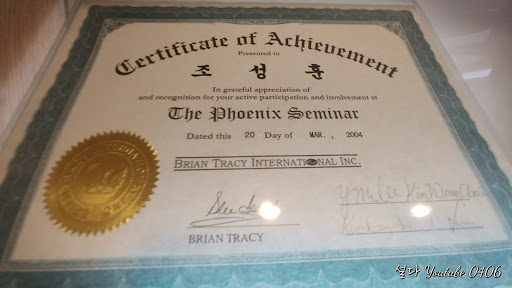 Certificate of Achievement
Presented to
조 성 훈
In grateful appreciation of
and recognition for your active participation and involvement at
The Phoenix Seminar
Dated this 20 Day of MAR., 2004
BRIAN TRACY INTERNATIONAL INC.
BRIAN TRACY
Youtube 0406